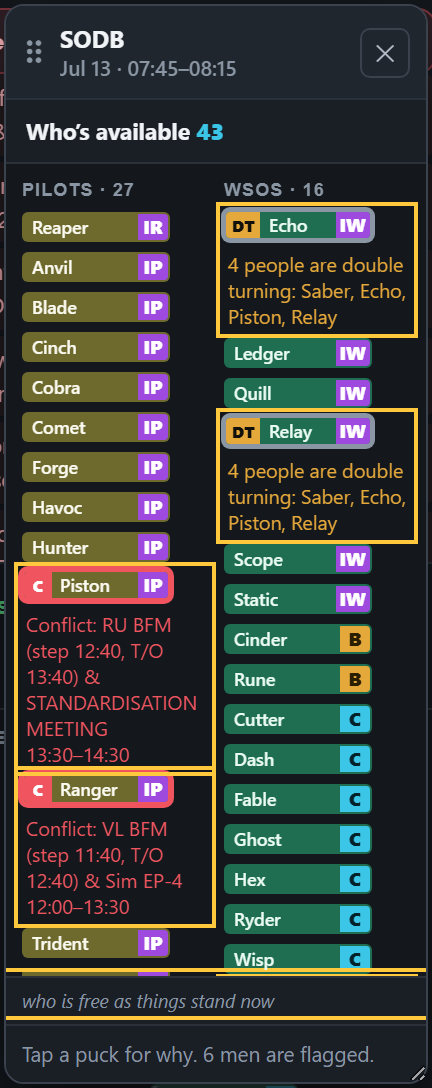 SODB
Jul 13 · 07:45–08:15
Who's available 43
PILOTS · 27
Reaper IR
Anvil IP
Blade IP
Cinch IP
Cobra IP
Comet IP
Forge IP
Havoc IP
Hunter IP
C Piston IP
Conflict: RU BFM
(step 12:40, T/O
13:40) &
STANDARDISATION
MEETING
13:30–14:30
C Ranger IP
Conflict: VL BFM
(step 11:40, T/O
12:40) & Sim EP-4
12:00–13:30
Trident IP
WSOS · 16
DT Echo IW
4 people are double
turning: Saber, Echo,
Piston, Relay
Ledger IW
Quill IW
DT Relay IW
4 people are double
turning: Saber, Echo,
Piston, Relay
Scope IW
Static IW
Cinder B
Rune B
Cutter C
Dash C
Fable C
Ghost C
Hex C
Ryder C
Wisp C
who is free as things stand now
Tap a puck for why. 6 men are flagged.